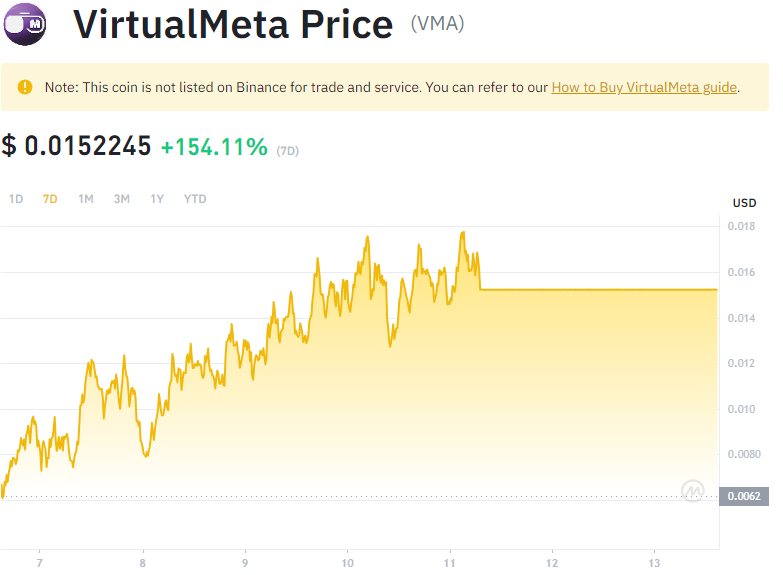 M
VirtualMeta Price (VMA)
Note: This coin is not listed on Binance for trade and service. You can refer to our How to Buy VirtualMeta guide.
$ 0.0152245 +154.11% (7D)
1D 7D 1M 3M 1Y YTD
USD
0.018
0.016
0.014
0.012
0.010
0.0080
0.0062
7 8 9 10 11 12 13